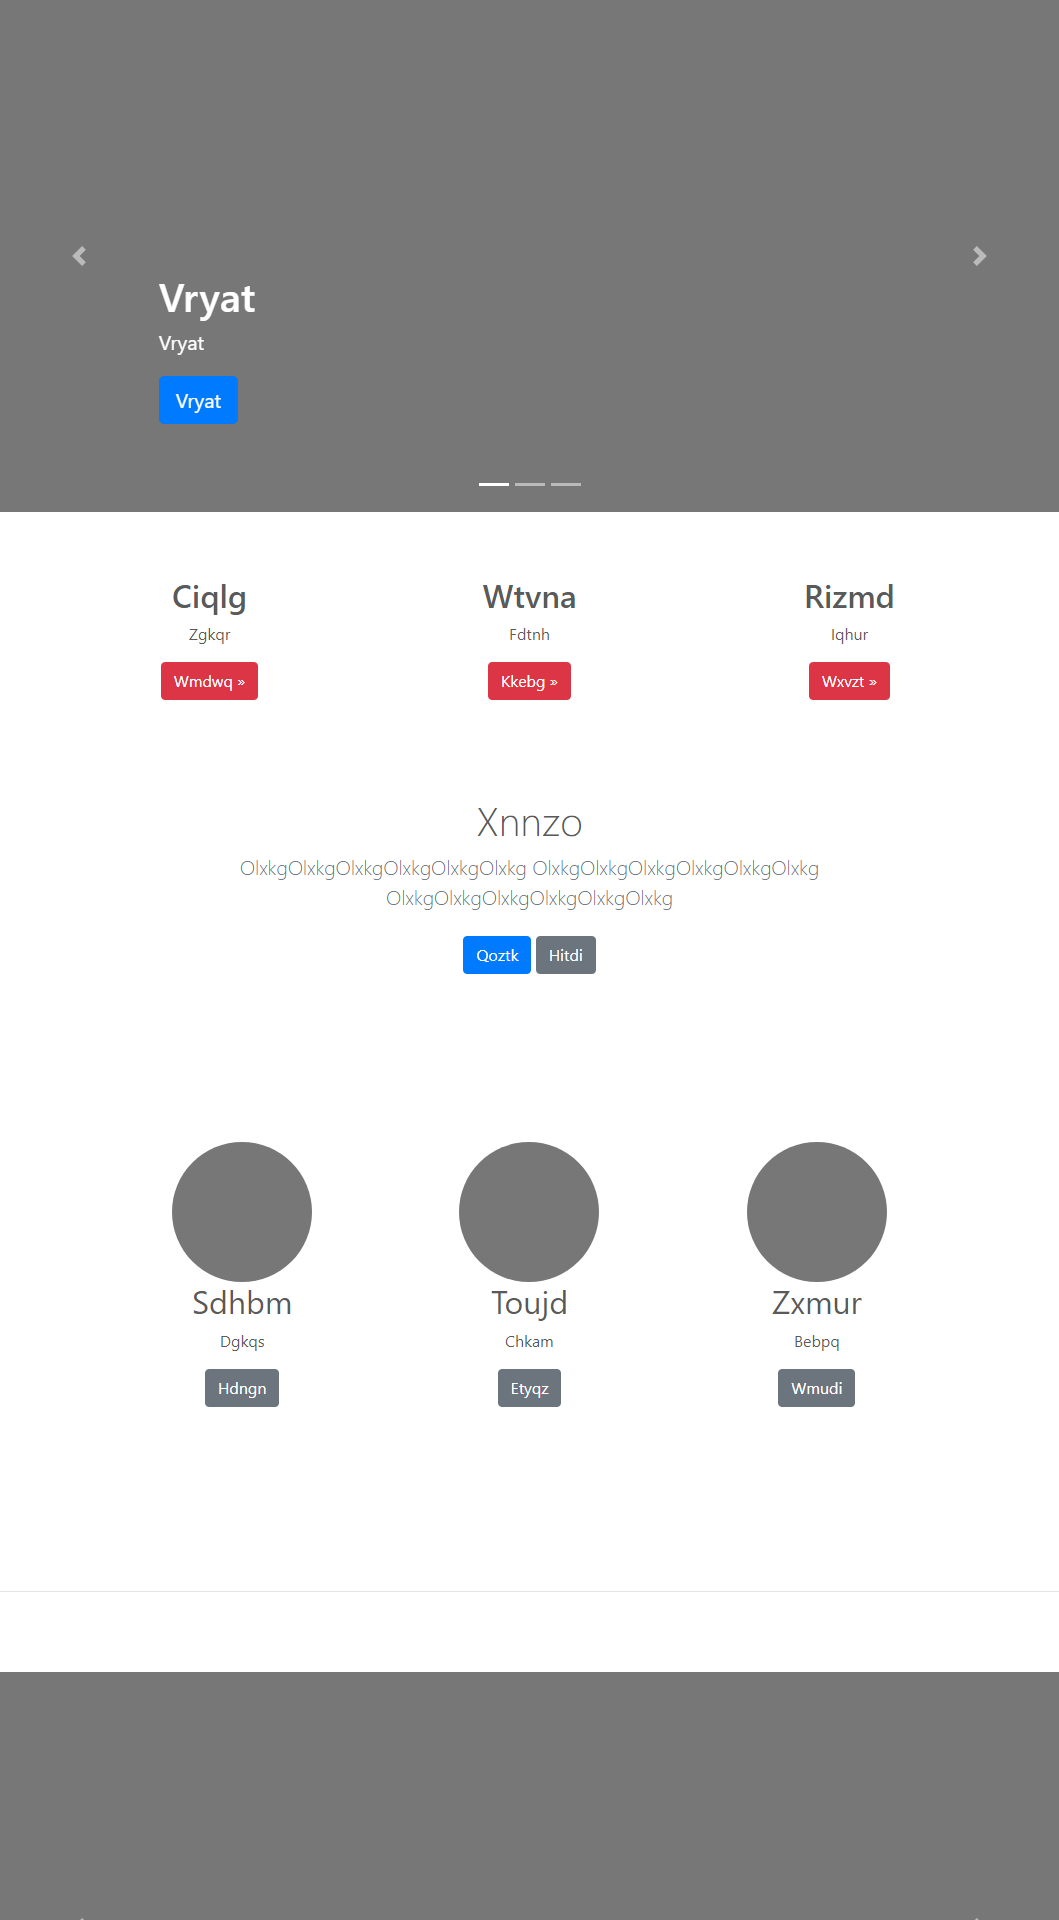 Vryat
Vryat
Vryat
Ciqlg
Zgkqr
Wmdwq »
Wtvna
Fdtnh
Kkebg »
Rizmd
Iqhur
Wxvzt »
Xnnzo
OlxkgOlxkgOlxkgOlxkgOlxkgOlxkg OlxkgOlxkgOlxkgOlxkgOlxkgOlxkg
OlxkgOlxkgOlxkgOlxkgOlxkgOlxkg
Qoztk Hitdi
Sdhbm
Dgkqs
Hdngn
Toujd
Chkam
Etyqz
Zxmur
Bebpq
Wmudi